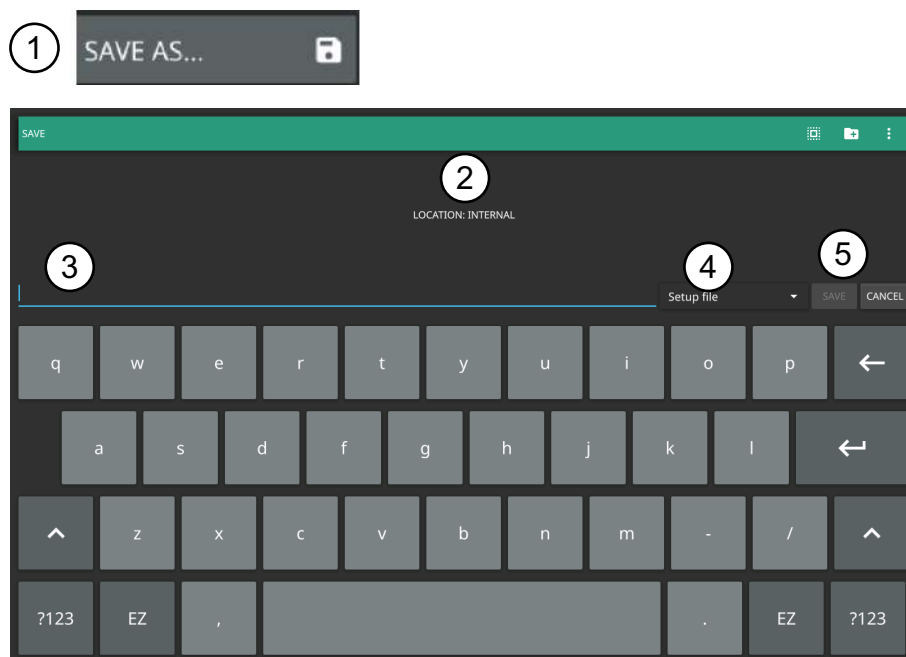 1 SAVE AS...
SAVE
2
LOCATION: INTERNAL
3 4 5
Setup file SAVE CANCEL
q w e r t y u i o p
a s d f g h j k l
z x c v b n m - /
?123 EZ , . EZ ?123